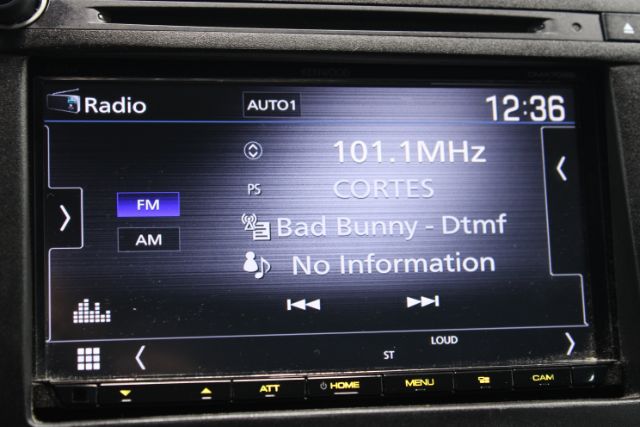 KENWOOD
Radio
AUTO1
12:36
101.1MHz
PS CORTES
FM
Bad Bunny - Dtmf
AM
No Information
LOUD
ST
ATT
HOME
MENU
CAM